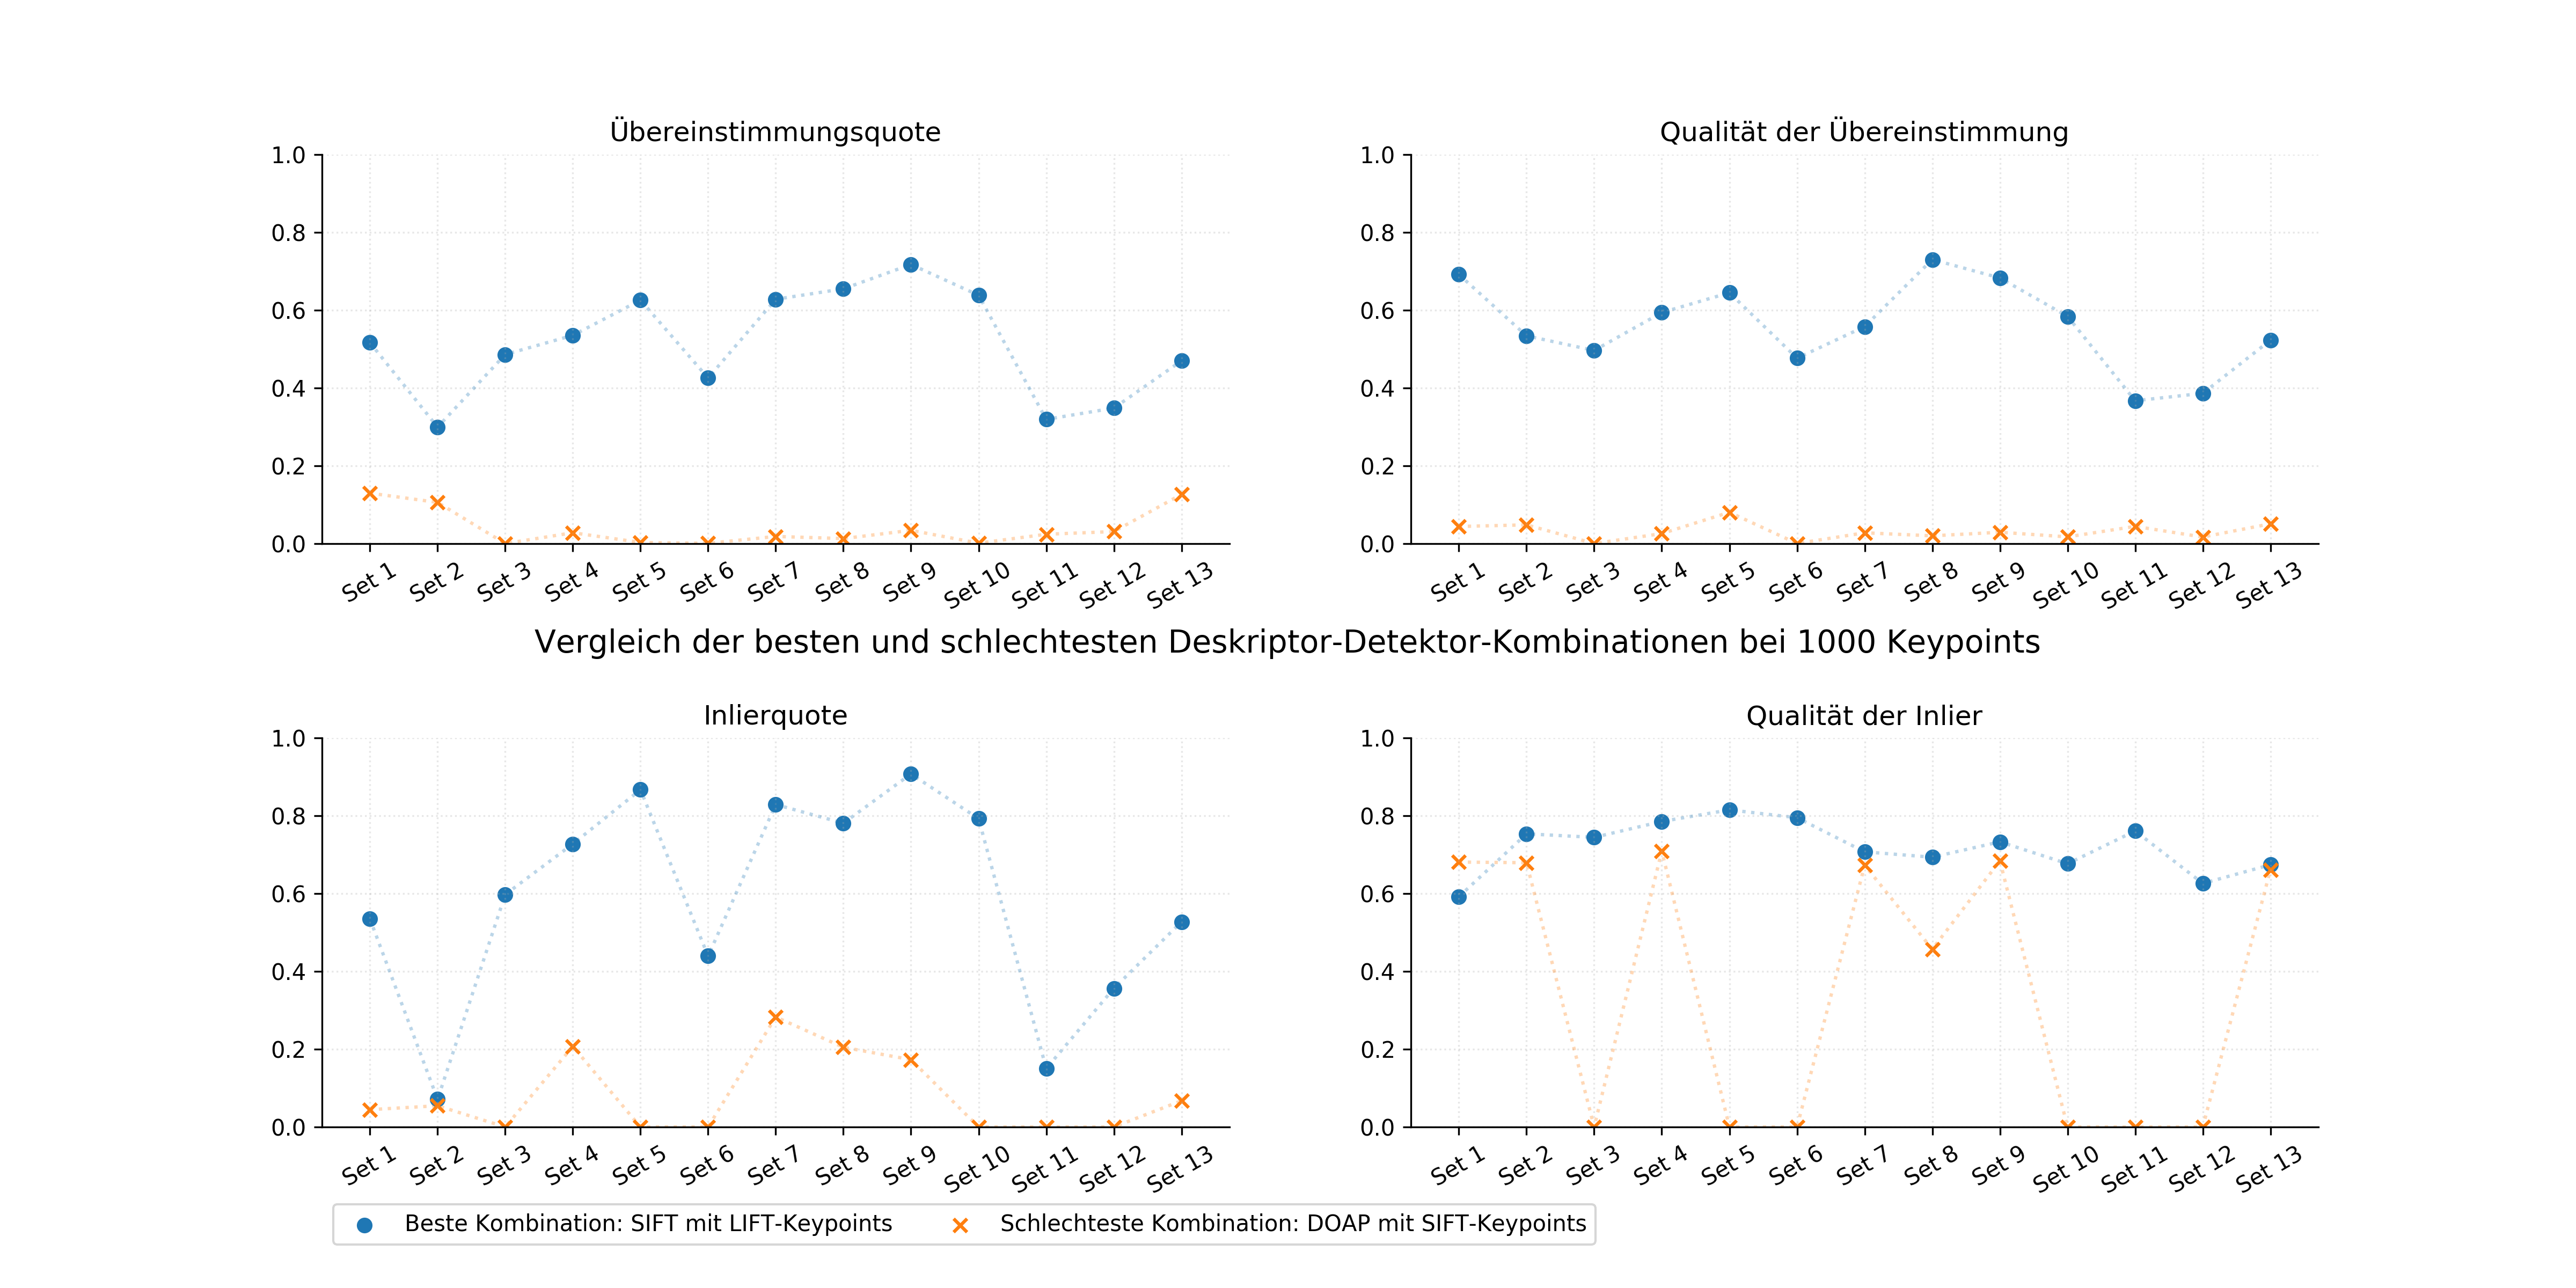 Übereinstimmungsquote
1.0
0.8
0.6
0.4
0.2
0.0
Set 1 Set 2 Set 3 Set 4 Set 5 Set 6 Set 7 Set 8 Set 9 Set 10 Set 11 Set 12 Set 13
Qualität der Übereinstimmung
1.0
0.8
0.6
0.4
0.2
0.0
Set 1 Set 2 Set 3 Set 4 Set 5 Set 6 Set 7 Set 8 Set 9 Set 10 Set 11 Set 12 Set 13
Vergleich der besten und schlechtesten Deskriptor-Detektor-Kombinationen bei 1000 Keypoints
Inlierquote
1.0
0.8
0.6
0.4
0.2
0.0
Set 1 Set 2 Set 3 Set 4 Set 5 Set 6 Set 7 Set 8 Set 9 Set 10 Set 11 Set 12 Set 13
Qualität der Inlier
1.0
0.8
0.6
0.4
0.2
0.0
Set 1 Set 2 Set 3 Set 4 Set 5 Set 6 Set 7 Set 8 Set 9 Set 10 Set 11 Set 12 Set 13
Beste Kombination: SIFT mit LIFT-Keypoints Schlechteste Kombination: DOAP mit SIFT-Keypoints